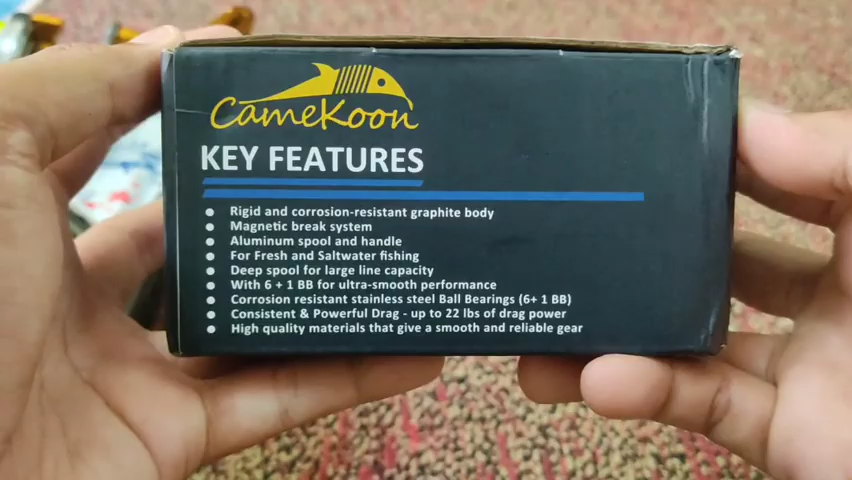 CameKoon
KEY FEATURES
● Rigid and corrosion-resistant graphite body
● Magnetic break system
● Aluminum spool and handle
● For Fresh and Saltwater fishing
● Deep spool for large line capacity
● With 6 + 1 BB for ultra-smooth performance
● Corrosion resistant stainless steel Ball Bearings (6+ 1 BB)
● Consistent & Powerful Drag - up to 22 lbs of drag power
● High quality materials that give a smooth and reliable gear